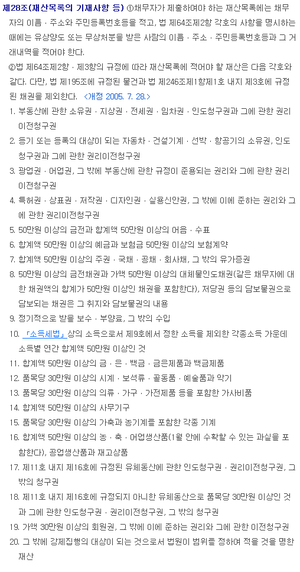 제28조(재산목록의 기재사항 등) ①채무자가 제출하여야 하는 재산목록에는 채무
자의 이름·주소와 주민등록번호등을 적고, 법 제64조제2항 각호의 사항을 명시하는
때에는 유상양도 또는 무상처분을 받은 사람의 이름·주소·주민등록번호등과 그 거
래내역을 적어야 한다.
②법 제64조제2항·제3항의 규정에 따라 재산목록에 적어야 할 재산은 다음 각호와
같다. 다만, 법 제195조에 규정된 물건과 법 제246조제1항제1호 내지 제3호에 규정
된 채권을 제외한다. <개정 2005. 7. 28.>
1. 부동산에 관한 소유권·지상권·전세권·임차권·인도청구권과 그에 관한 권리
이전청구권
2. 등기 또는 등록의 대상이 되는 자동차·건설기계·선박·항공기의 소유권, 인도
청구권과 그에 관한 권리이전청구권
3. 광업권·어업권, 그 밖에 부동산에 관한 규정이 준용되는 권리와 그에 관한 권리
이전청구권
4. 특허권·상표권·저작권·디자인권·실용신안권, 그 밖에 이에 준하는 권리와 그
에 관한 권리이전청구권
5. 50만원 이상의 금전과 합계액 50만원 이상의 어음·수표
6. 합계액 50만원 이상의 예금과 보험금 50만원 이상의 보험계약
7. 합계액 50만원 이상의 주권·국채·공채·회사채, 그 밖의 유가증권
8. 50만원 이상의 금전채권과 가액 50만원 이상의 대체물인도채권(같은 채무자에 대
한 채권액의 합계가 50만원 이상인 채권을 포함한다), 저당권 등의 담보물권으로
담보되는 채권은 그 취지와 담보물권의 내용
9. 정기적으로 받을 보수·부양료, 그 밖의 수입
10. 「소득세법」상의 소득으로서 제9호에서 정한 소득을 제외한 각종소득 가운데
소득별 연간 합계액 50만원 이상인 것
11. 합계액 50만원 이상의 금·은·백금·금은제품과 백금제품
12. 품목당 30만원 이상의 시계·보석류·골동품·예술품과 악기
13. 품목당 30만원 이상의 의류·가구·가전제품 등을 포함한 가사비품
14. 합계액 50만원 이상의 사무기구
15. 품목당 30만원 이상의 가축과 농기계를 포함한 각종 기계
16. 합계액 50만원 이상의 농·축·어업생산품(1월 안에 수확할 수 있는 과실을 포
함한다), 공업생산품과 재고상품
17. 제11호 내지 제16호에 규정된 유체동산에 관한 인도청구권·권리이전청구권, 그
밖의 청구권
18. 제11호 내지 제16호에 규정되지 아니한 유체동산으로 품목당 30만원 이상인 것
과 그에 관한 인도청구권·권리이전청구권, 그 밖의 청구권
19. 가액 30만원 이상의 회원권, 그 밖에 이에 준하는 권리와 그에 관한 이전청구권
20. 그 밖에 강제집행의 대상이 되는 것으로서 법원이 범위를 정하여 적을 것을 명한
재산